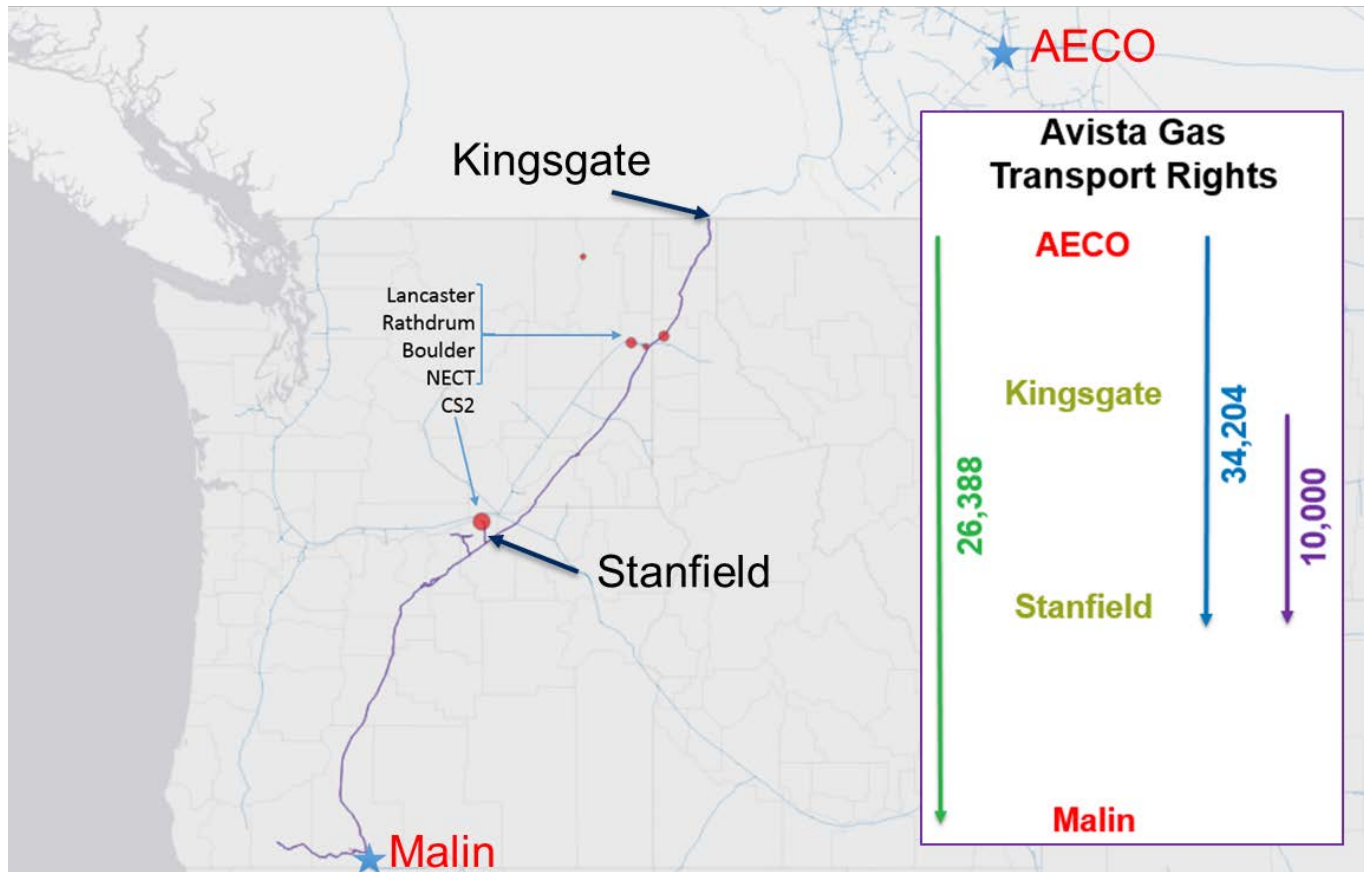 AECO
Kingsgate
Lancaster
Rathdrum
Boulder
NECT
CS2
Stanfield
Malin
Avista Gas
Transport Rights
AECO
Kingsgate
34,204
26,388
10,000
Stanfield
Malin